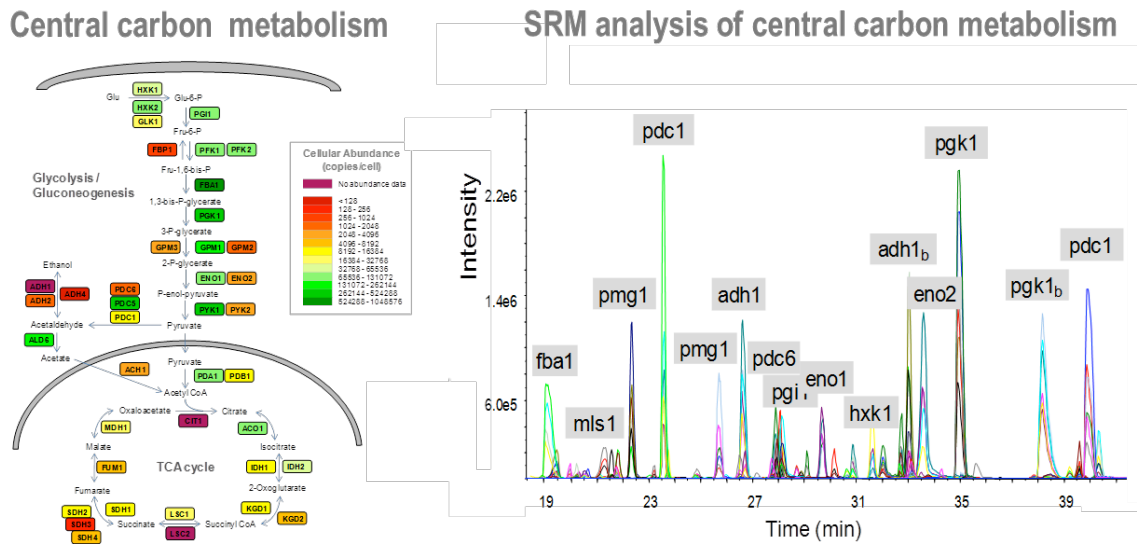 Central carbon metabolism
SRM analysis of central carbon metabolism
Glu
HXK1
HXK2
GLK1
Glu-6-P
PGI1
Fru-6-P
FBP1
PFK1
PFK2
Fru-1,6-bis-P
Glycolysis /
Gluconeogenesis
FBA1
1,3-bis-P-glycerate
PGK1
3-P-glycerate
GPM3
GPM1
GPM2
2-P-glycerate
Ethanol
ENO1
ENO2
ADH1
ADH4
ADH2
PDC6
PDC5
PDC1
P-enol-pyruvate
PYK1
PYK2
Acetaldehyde
Pyruvate
ALD6
Acetate
Pyruvate
ACH1
PDA1
PDB1
Acetyl CoA
Oxaloacetate
Citrate
CIT1
MDH1
ACO1
Malate
Isocitrate
FUM1
TCA cycle
IDH1
IDH2
Fumarate
2-Oxoglutarate
SDH2
SDH1
SDH3
SDH4
LSC1
KGD1
KGD2
Succinate
Succinyl CoA
LSC2
Cellular Abundance
(copies/cell)
No abundance data
<128
128 - 256
256 - 1024
1024 - 2048
2048 - 4096
4096 - 8192
8192 - 16384
16384 - 32768
32768 - 65536
65536 - 131072
131072 - 262144
262144 - 524288
524288 - 1048576
Intensity
2.2e6
1.4e6
6.0e5
fba1
mls1
pmg1
pdc1
pmg1
adh1
pdc6
pgi1
eno1
hxk1
adh1b
eno2
pgk1
pgk1b
pdc1
19 23 27 31 35 39
Time (min)